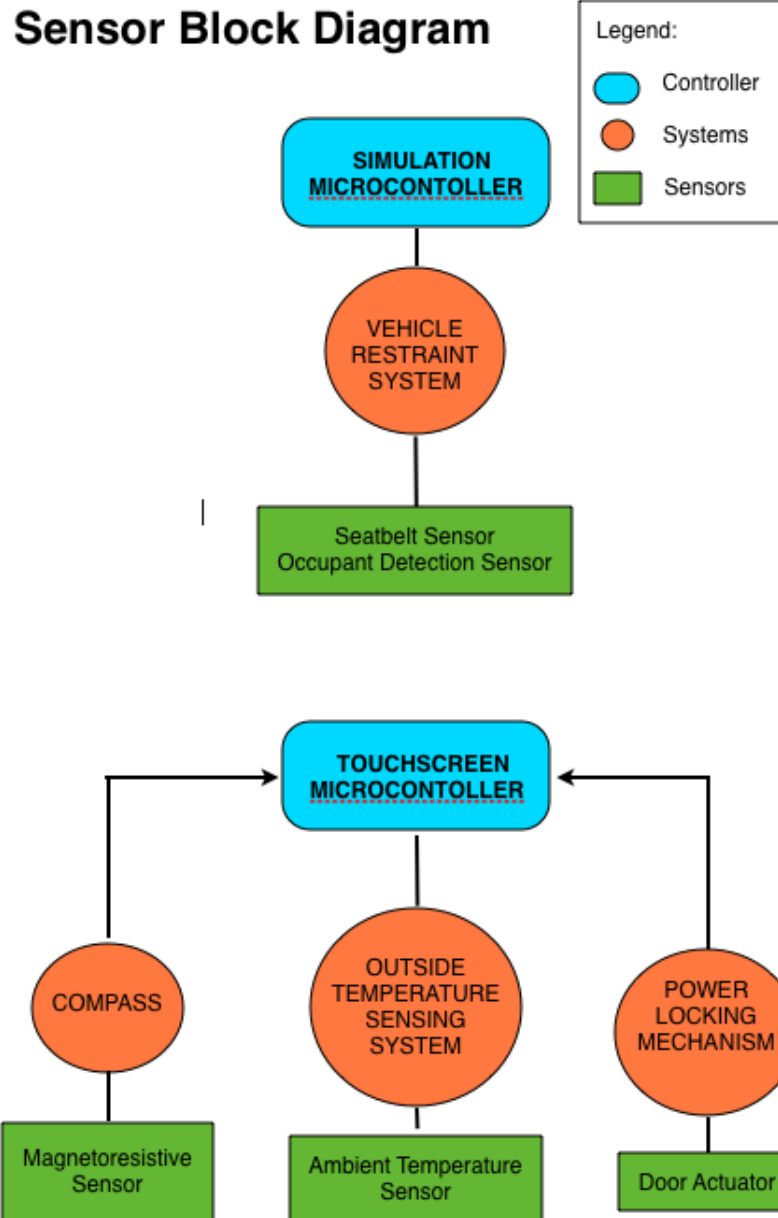 Sensor Block Diagram
Legend:
Controller
Systems
Sensors
SIMULATION
MICROCONTOLLER
VEHICLE
RESTRAINT
SYSTEM
Seatbelt Sensor
Occupant Detection Sensor
TOUCHSCREEN
MICROCONTOLLER
COMPASS
OUTSIDE
TEMPERATURE
SENSING
SYSTEM
POWER
LOCKING
MECHANISM
Magnetoresistive
Sensor
Ambient Temperature
Sensor
Door Actuator